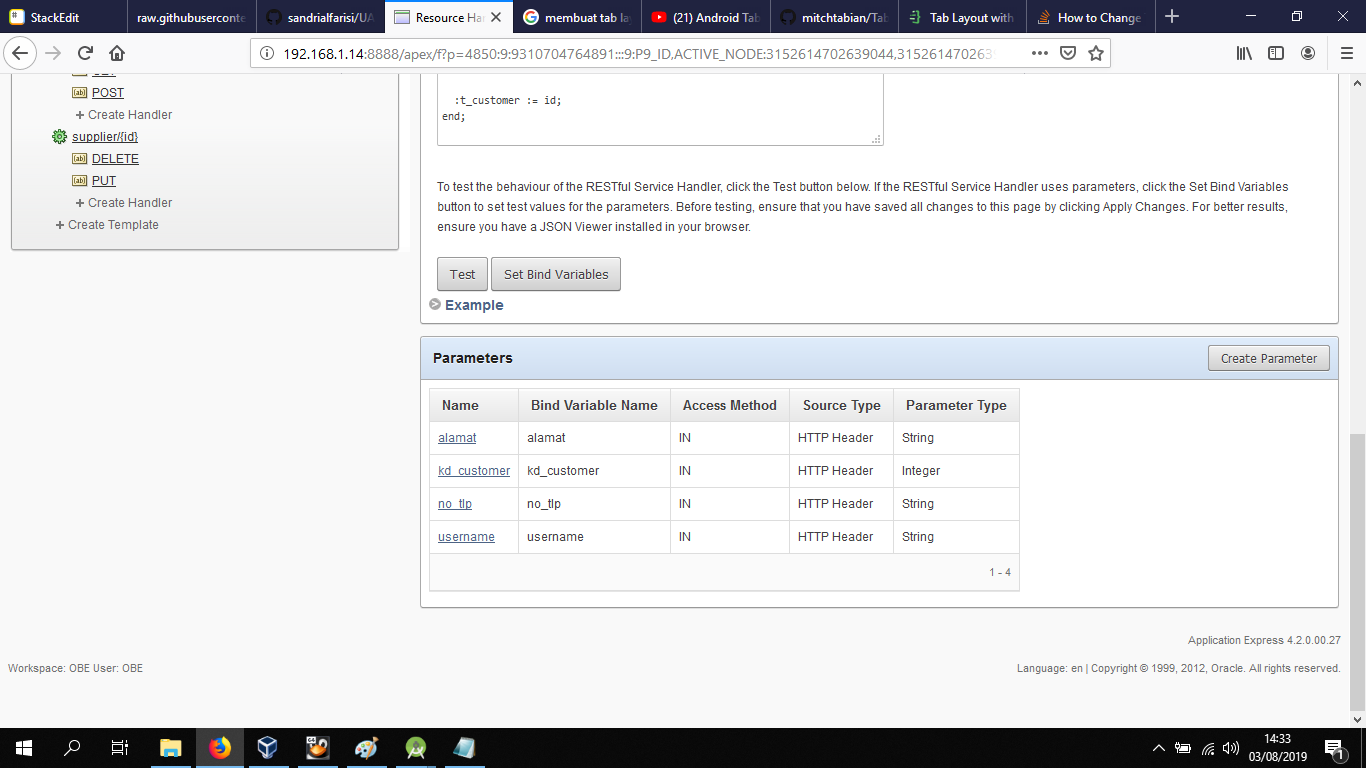 StackEdit
raw.githubuserconte
sandrialfarisi/UA
Resource Ha
membuat tab la
(21) Android Tab
mitchtabian/Tab
Tab Layout with
How to Change
192.168.1.14:8888/apex/f?p=4850:9:9310704764891:::9:P9_ID,ACTIVE_NODE:3152614702639044,315261470263
POST
Create Handler
supplier/{id}
DELETE
PUT
Create Handler
Create Template
:t_customer := id;
end;
To test the behaviour of the RESTful Service Handler, click the Test button below. If the RESTful Service Handler uses parameters, click the Set Bind Variables
button to set test values for the parameters. Before testing, ensure that you have saved all changes to this page by clicking Apply Changes. For better results,
ensure you have a JSON Viewer installed in your browser.
Test Set Bind Variables
Example
Parameters Create Parameter
Name Bind Variable Name Access Method Source Type Parameter Type
alamat alamat IN HTTP Header String
kd_customer kd_customer IN HTTP Header Integer
no_tlp no_tlp IN HTTP Header String
username username IN HTTP Header String
1 - 4
Application Express 4.2.0.00.27
Workspace: OBE User: OBE
Language: en | Copyright © 1999, 2012, Oracle. All rights reserved.
14:33
03/08/2019
1